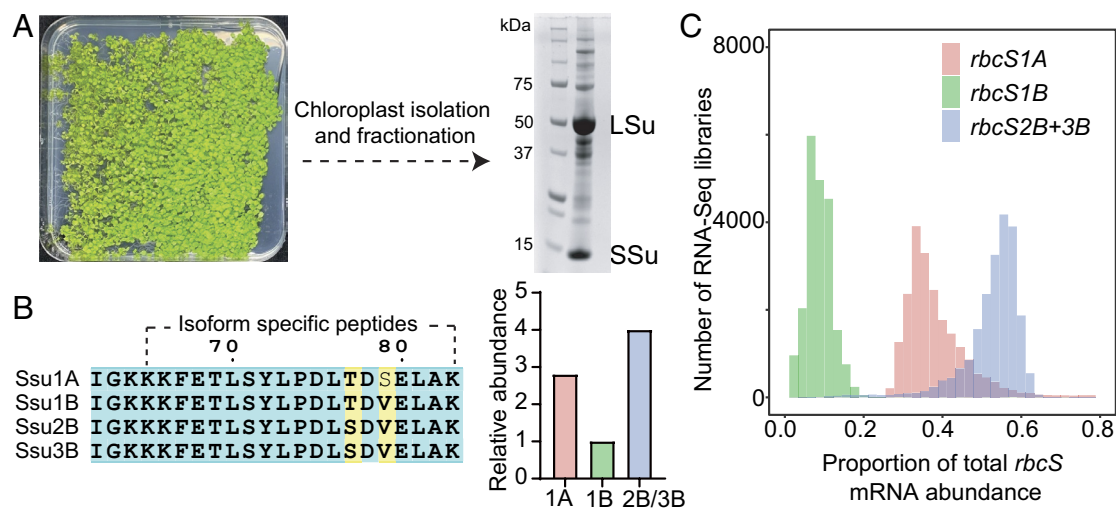 A
Chloroplast isolation
and fractionation
kDa
75
50
37
15
LSu
SSu
B
Isoform specific peptides
70 80
Ssu1A IGKKKFETLSYLPDLTDSELAK
Ssu1B IGKKKFETLSYLPDLTDVELAK
Ssu2B IGKKKFETLSYLPDLSDVELAK
Ssu3B IGKKKFETLSYLPDLSDVELAK
Relative abundance
5
4
3
2
1
0
1A 1B 2B/3B
C
Number of RNA-Seq libraries
8000
4000
0
rbcS1A
rbcS1B
rbcS2B+3B
0.0 0.2 0.4 0.6 0.8
Proportion of total rbcS
mRNA abundance